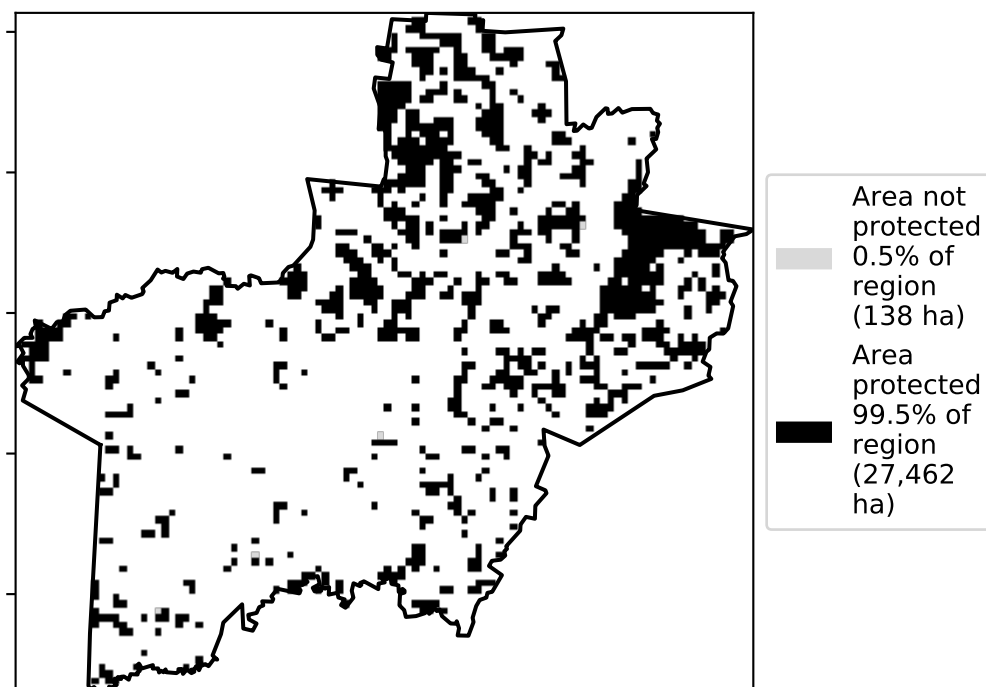 Area not
protected
0.5% of
region
(138 ha)
Area
protected
99.5% of
region
(27,462
ha)